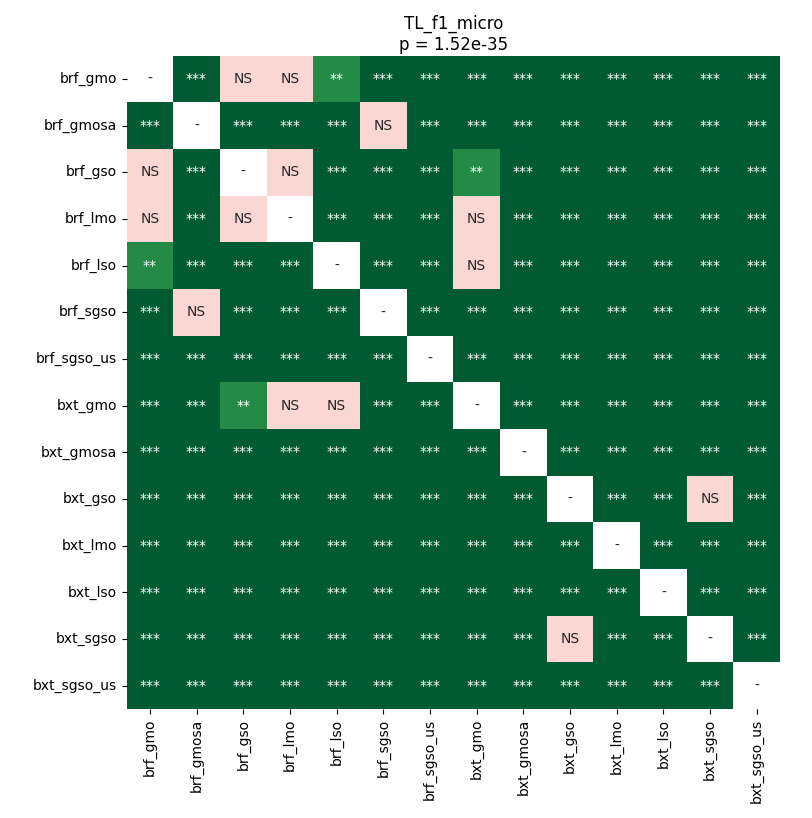 TL_f1_micro
p = 1.52e-35
brf_gmo - *** NS NS ** *** *** *** *** *** *** *** *** ***
brf_gmosa *** - *** *** *** NS *** *** *** *** *** *** *** ***
brf_gso NS *** - NS *** *** *** ** *** *** *** *** *** ***
brf_lmo NS *** NS - *** *** *** NS *** *** *** *** *** ***
brf_lso ** *** *** *** - *** *** NS *** *** *** *** *** ***
brf_sgso *** NS *** *** *** - *** *** *** *** *** *** *** ***
brf_sgso_us *** *** *** *** *** *** - *** *** *** *** *** *** ***
bxt_gmo *** *** ** NS NS *** *** - *** *** *** *** *** ***
bxt_gmosa *** *** *** *** *** *** *** *** - *** *** *** *** ***
bxt_gso *** *** *** *** *** *** *** *** *** - *** *** NS ***
bxt_lmo *** *** *** *** *** *** *** *** *** *** - *** *** ***
bxt_lso *** *** *** *** *** *** *** *** *** *** *** - *** ***
bxt_sgso *** *** *** *** *** *** *** *** *** NS *** *** - ***
bxt_sgso_us *** *** *** *** *** *** *** *** *** *** *** *** *** -
brf_gmo brf_gmosa brf_gso brf_lmo brf_lso brf_sgso brf_sgso_us bxt_gmo bxt_gmosa bxt_gso bxt_lmo bxt_lso bxt_sgso bxt_sgso_us